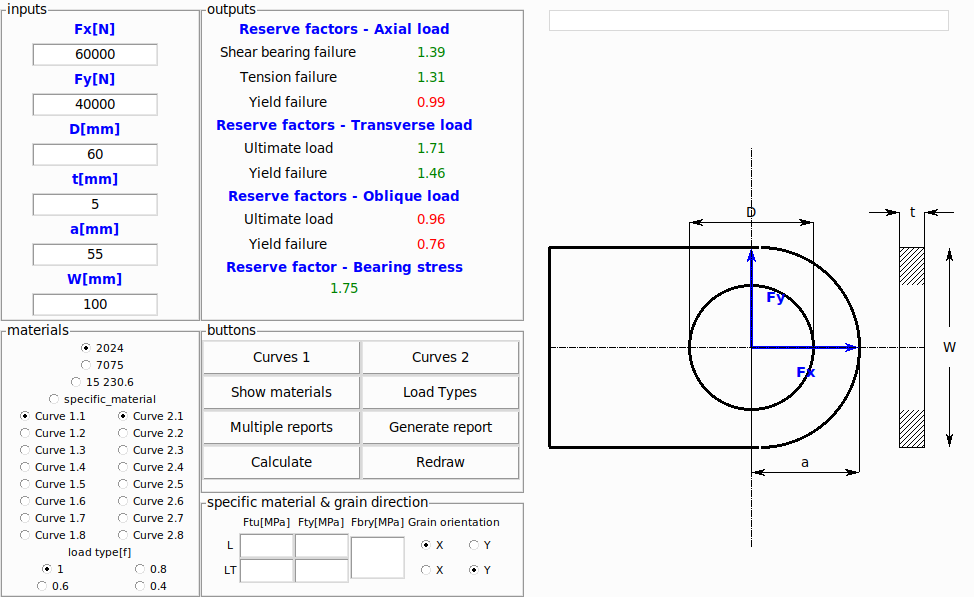 inputs
Fx[N]
60000
Fy[N]
40000
D[mm]
60
t[mm]
5
a[mm]
55
W[mm]
100
outputs
Reserve factors - Axial load
Shear bearing failure 1.39
Tension failure 1.31
Yield failure 0.99
Reserve factors - Transverse load
Ultimate load 1.71
Yield failure 1.46
Reserve factors - Oblique load
Ultimate load 0.96
Yield failure 0.76
Reserve factor - Bearing stress
1.75
materials
2024
7075
15 230.6
specific_material
Curve 1.1 Curve 2.1
Curve 1.2 Curve 2.2
Curve 1.3 Curve 2.3
Curve 1.4 Curve 2.4
Curve 1.5 Curve 2.5
Curve 1.6 Curve 2.6
Curve 1.7 Curve 2.7
Curve 1.8 Curve 2.8
load type[f]
1 0.8
0.6 0.4
buttons
Curves 1 Curves 2
Show materials Load Types
Multiple reports Generate report
Calculate Redraw
specific material & grain direction
Ftu[MPa] Fty[MPa] Fbry[MPa] Grain orientation
L X Y
LT X Y
D
t
Fy
W
Fx
a